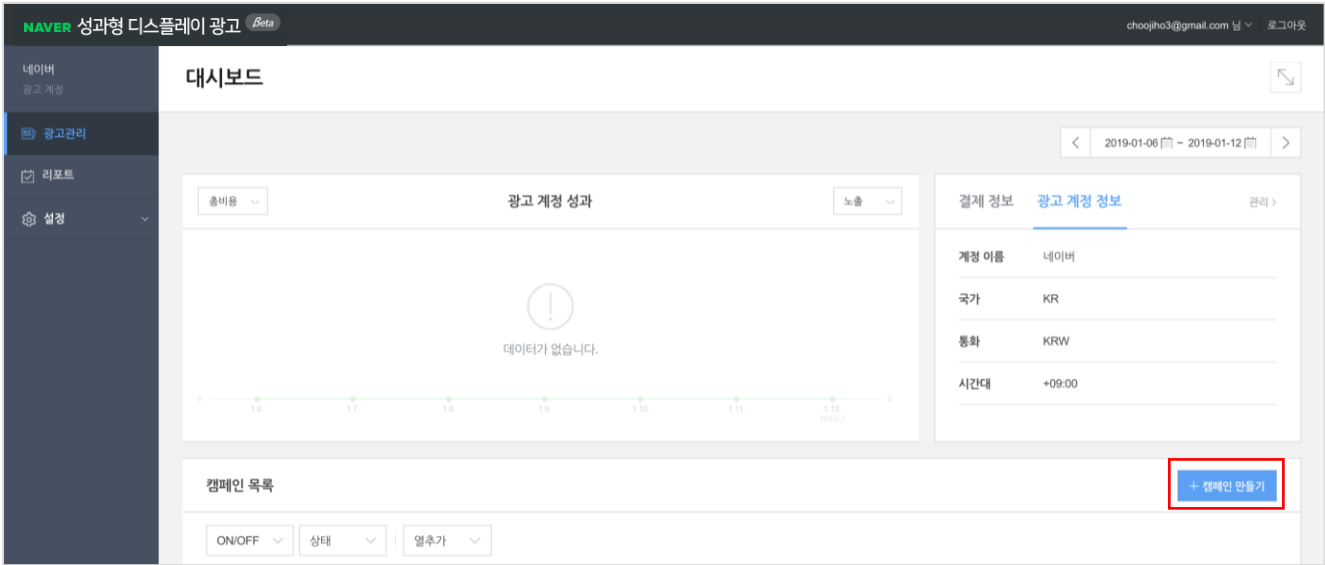 NAVER 성과형 디스플레이 광고 Beta
choojiho3@gmail.com 님 로그아웃
네이버
광고 계정
광고관리
리포트
설정
대시보드
2019-01-06 ~ 2019-01-12
총비용
광고 계정 성과
노출
데이터가 없습니다.
0 0
1.6. 1.7. 1.8. 1.9. 1.10. 1.11. 1.12.
2019년
결제 정보 광고 계정 정보 관리 >
계정 이름 네이버
국가 KR
통화 KRW
시간대 +09:00
캠페인 목록
+ 캠페인 만들기
ON/OFF 상태 열추가